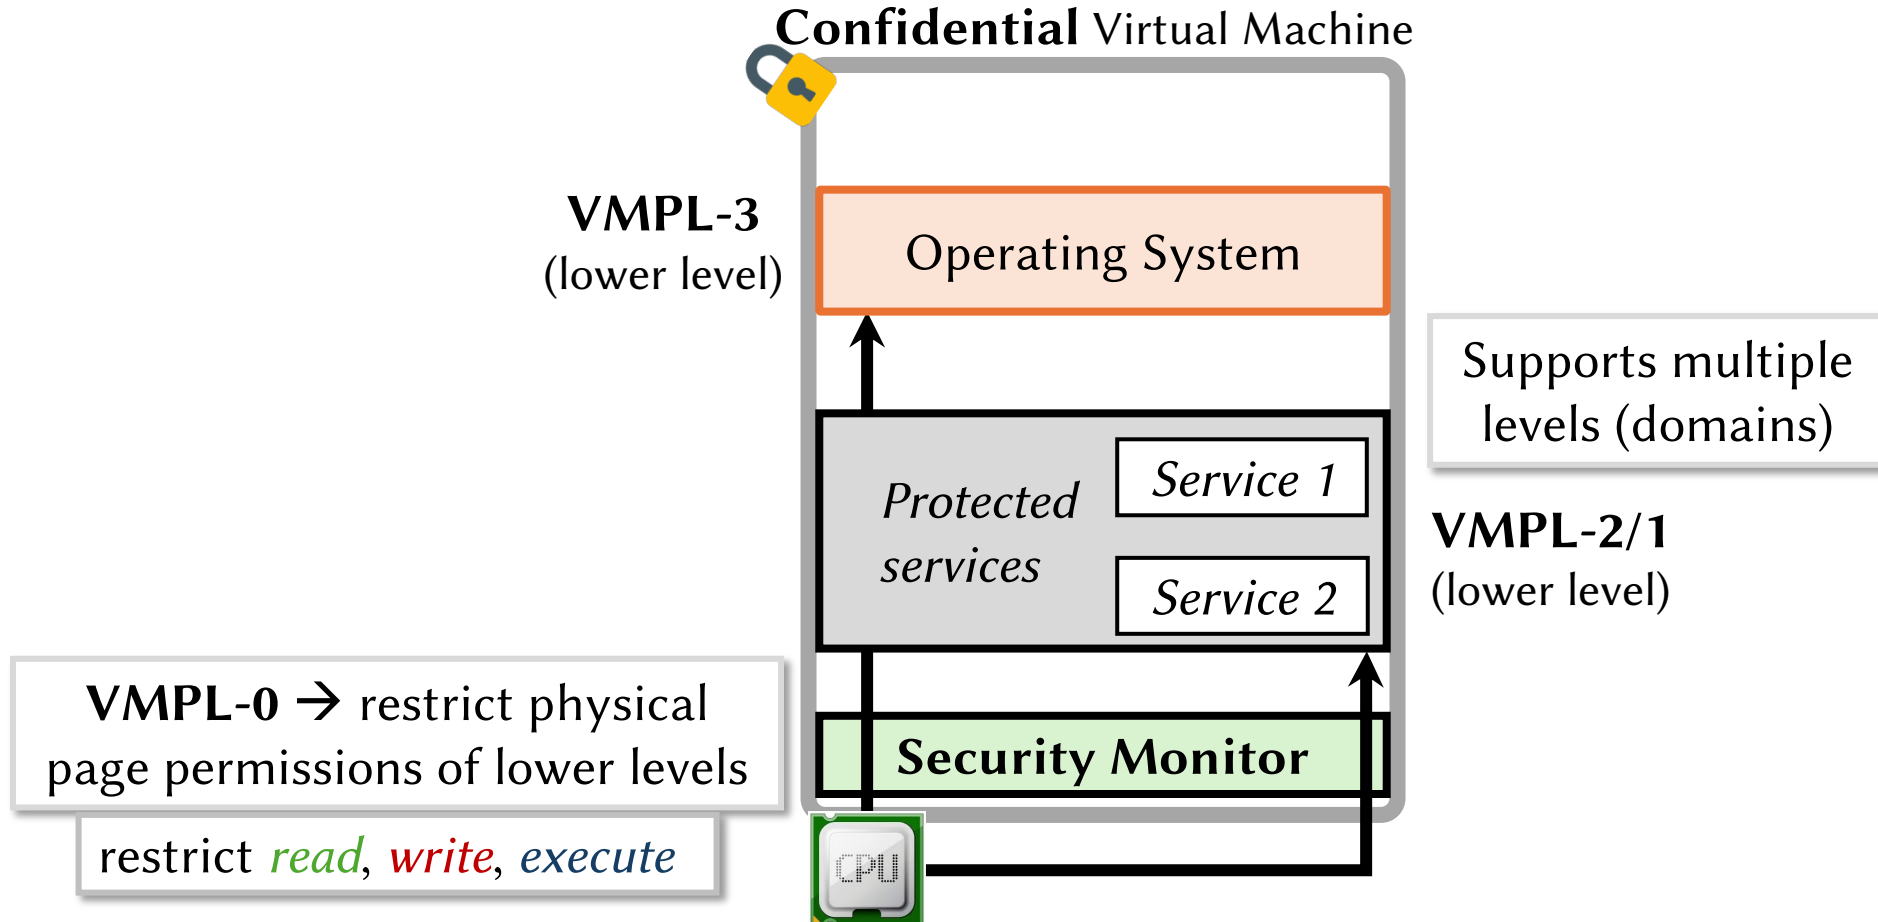 Confidential Virtual Machine
VMPL-3
(lower level)
Operating System
Supports multiple
levels (domains)
Protected
services
Service 1
Service 2
VMPL-2/1
(lower level)
VMPL-0 → restrict physical
page permissions of lower levels
restrict read, write, execute
Security Monitor
CPU